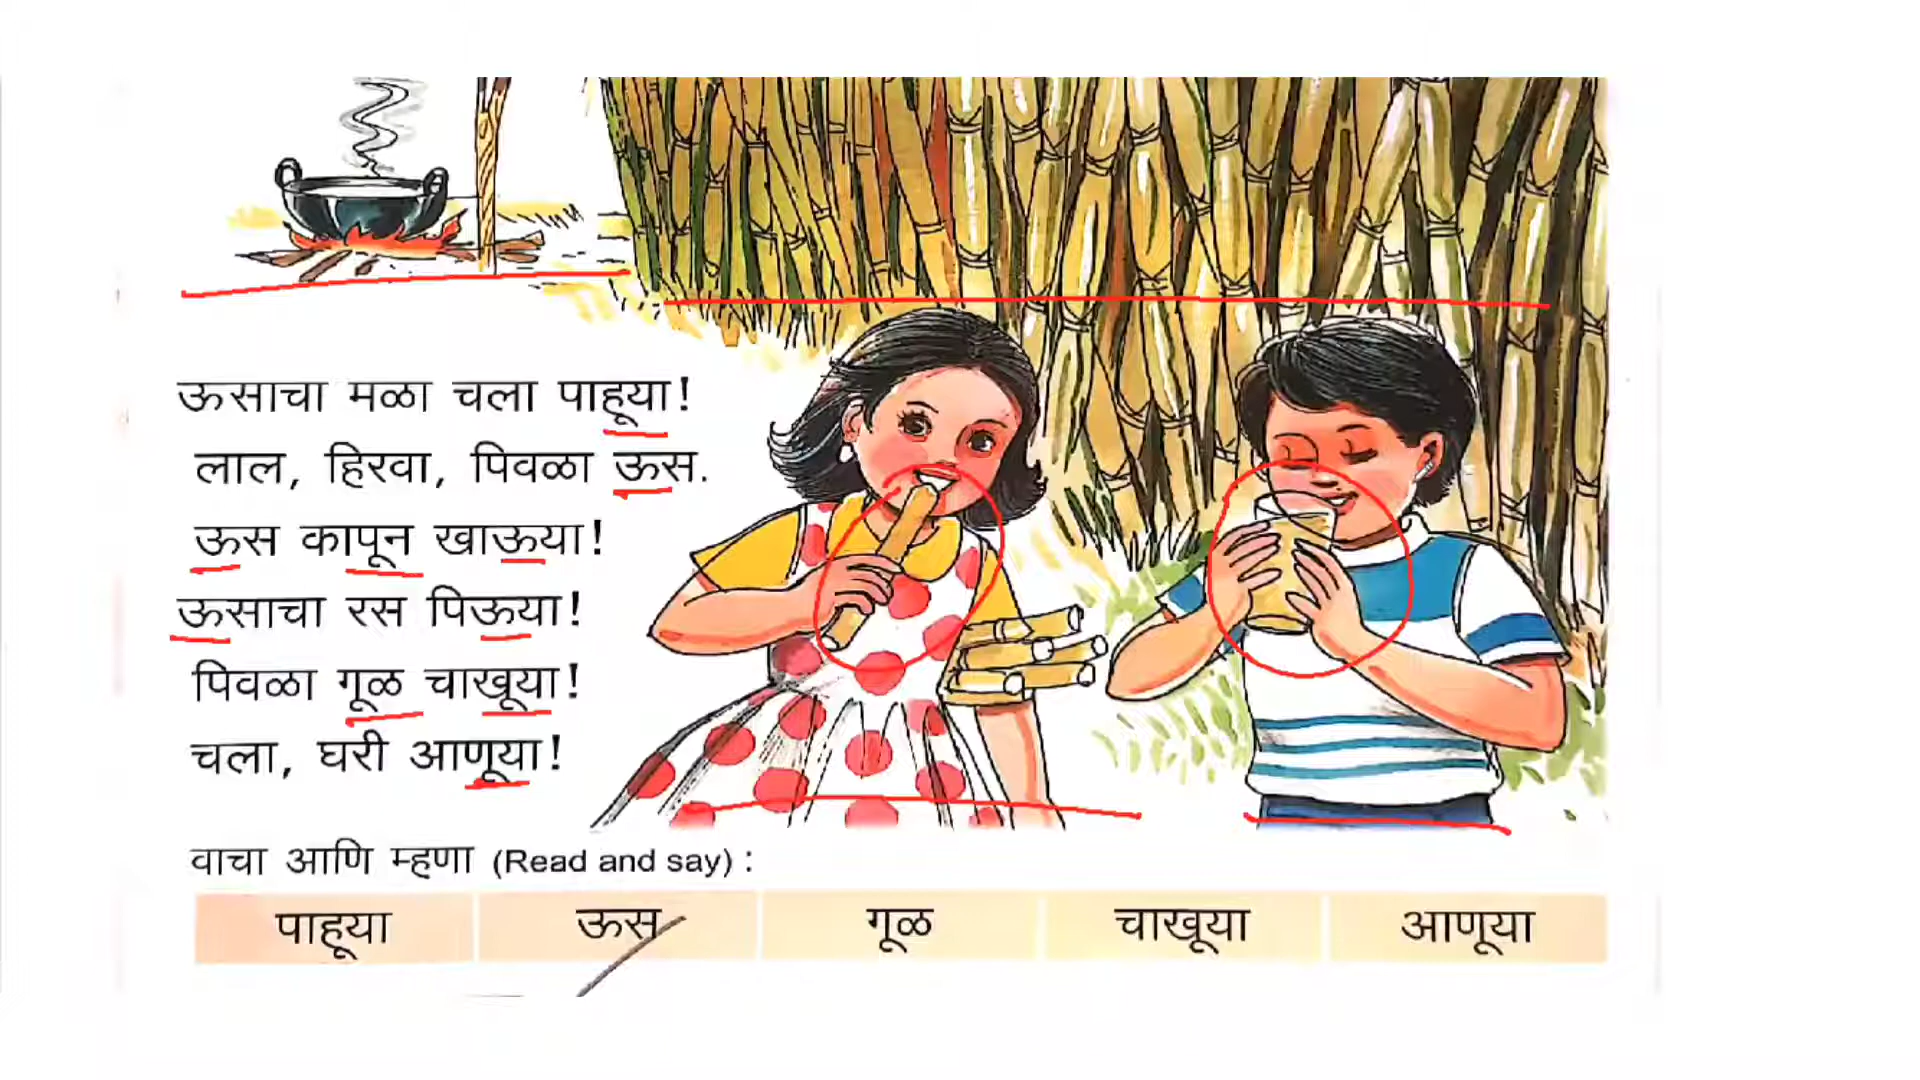 ऊसाचा मळा चला पाहूया!
लाल, हिरवा, पिवळा ऊस.
ऊस कापून खाऊया!
ऊसाचा रस पिऊया!
पिवळा गूळ चाखूया!
चला, घरी आणूया!
वाचा आणि म्हणा (Read and say) :
पाहूया ऊस गूळ चाखूया आणूया